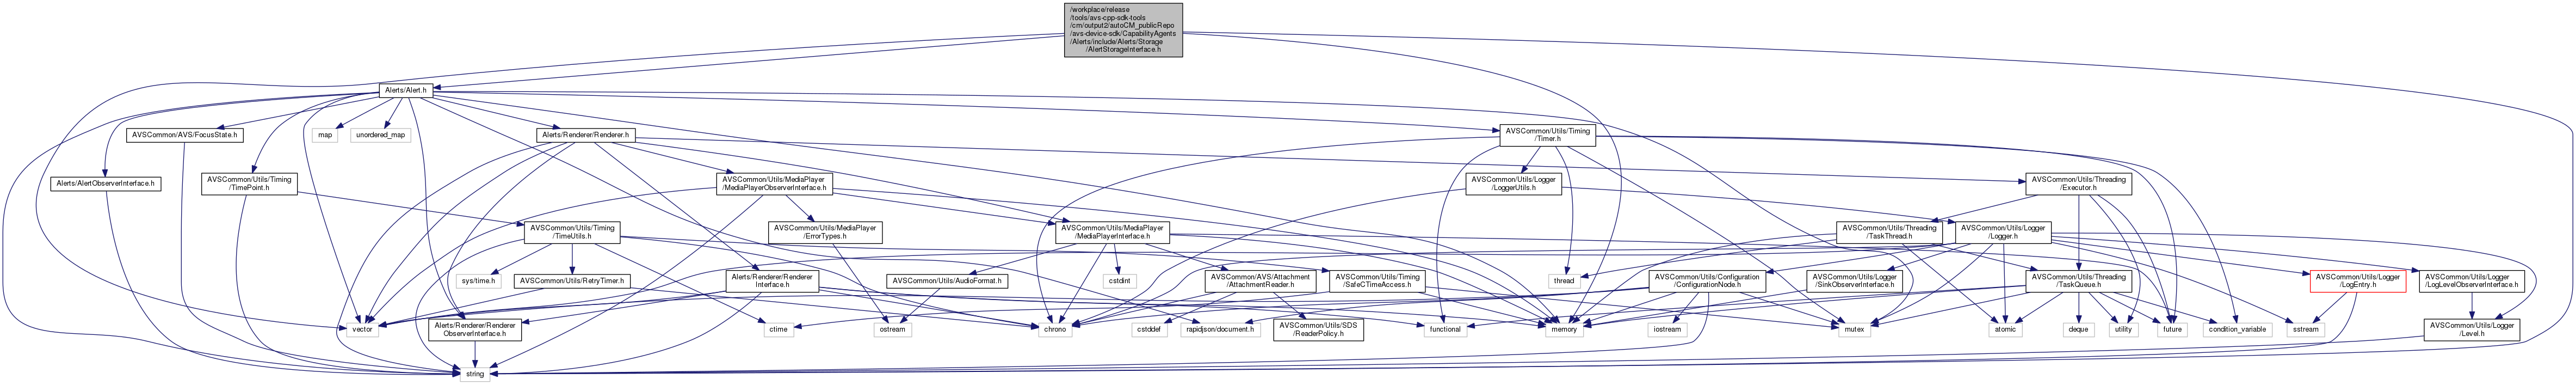 /workplace/release
/tools/avs-cpp-sdk-tools
/cm/output2/autoCM_publicRepo
/avs-device-sdk/CapabilityAgents
/Alerts/include/Alerts/Storage
/AlertStorageInterface.h
Alerts/Alert.h
AVSCommon/AVS/FocusState.h
map
unordered_map
Alerts/Renderer/Renderer.h
AVSCommon/Utils/Timing
/Timer.h
Alerts/AlertObserverInterface.h
AVSCommon/Utils/Timing
/TimePoint.h
AVSCommon/Utils/MediaPlayer
/MediaPlayerObserverInterface.h
AVSCommon/Utils/Logger
/LoggerUtils.h
AVSCommon/Utils/Threading
/Executor.h
AVSCommon/Utils/Timing
/TimeUtils.h
AVSCommon/Utils/MediaPlayer
/ErrorTypes.h
AVSCommon/Utils/MediaPlayer
/MediaPlayerInterface.h
AVSCommon/Utils/Threading
/TaskThread.h
AVSCommon/Utils/Logger
/Logger.h
sys/time.h
AVSCommon/Utils/RetryTimer.h
Alerts/Renderer/Renderer
Interface.h
AVSCommon/Utils/AudioFormat.h
cstdint
AVSCommon/AVS/Attachment
/AttachmentReader.h
AVSCommon/Utils/Timing
/SafeCTimeAccess.h
thread
AVSCommon/Utils/Configuration
/ConfigurationNode.h
AVSCommon/Utils/Logger
/SinkObserverInterface.h
AVSCommon/Utils/Threading
/TaskQueue.h
AVSCommon/Utils/Logger
/LogEntry.h
AVSCommon/Utils/Logger
/LogLevelObserverInterface.h
vector
Alerts/Renderer/Renderer
ObserverInterface.h
ctime
ostream
chrono
cstddef
rapidjson/document.h
AVSCommon/Utils/SDS
/ReaderPolicy.h
functional
memory
iostream
mutex
atomic
deque
utility
future
condition_variable
sstream
AVSCommon/Utils/Logger
/Level.h
string